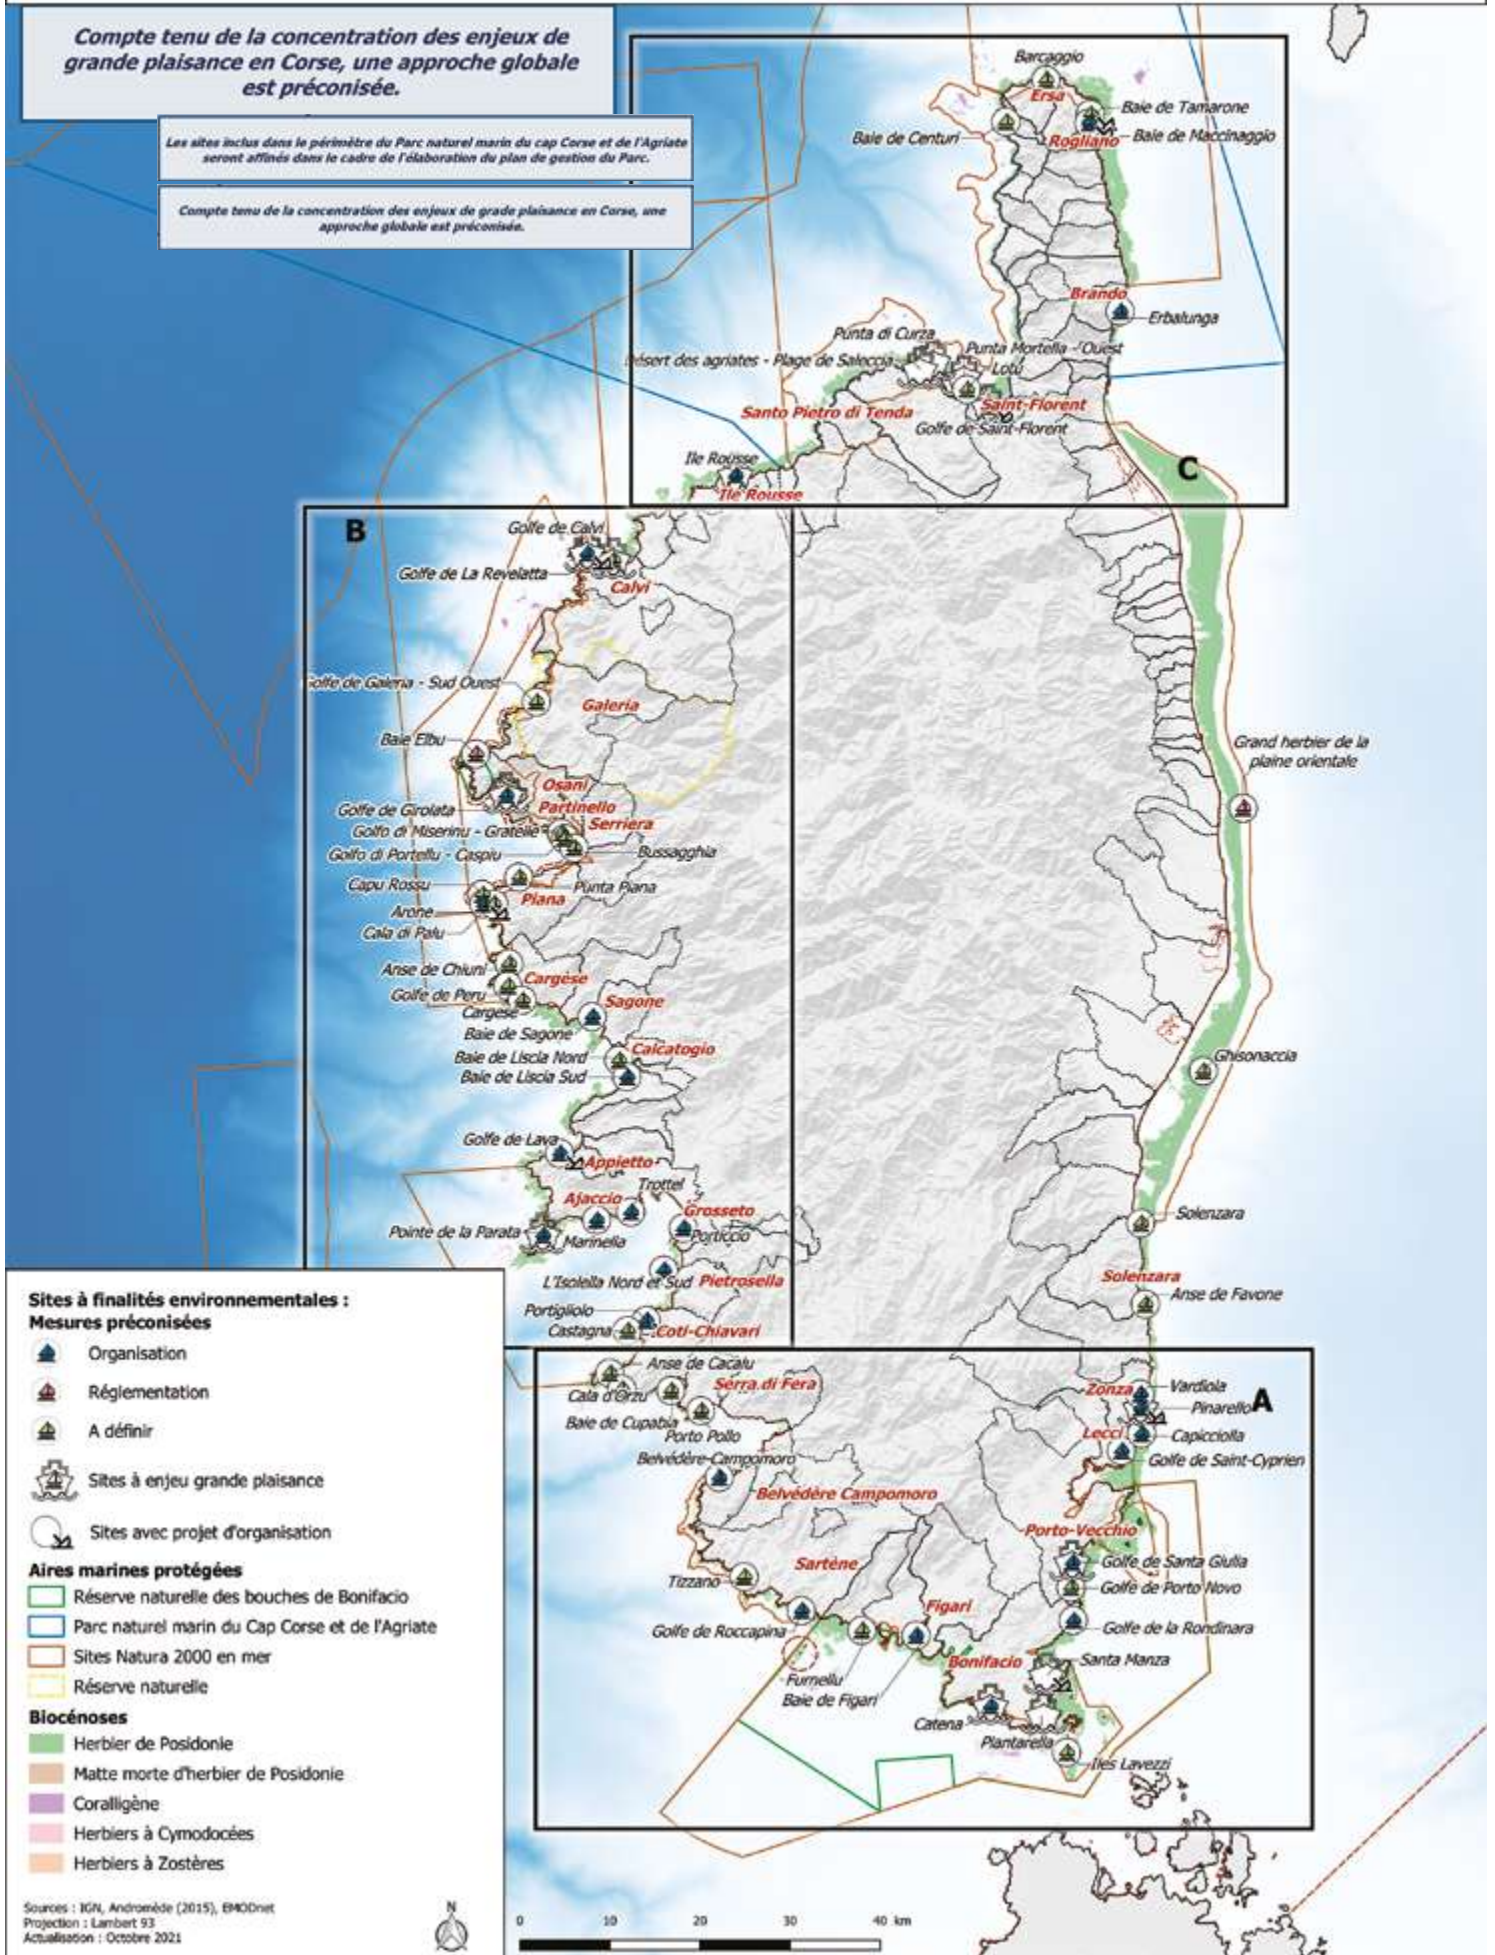 Compte tenu de la concentration des enjeux de
grande plaisance en Corse, une approche globale
est préconisée.
Les sites inclus dans le périmètre du Parc naturel marin du cap Corse et de l'Agriate
seront affinés dans le cadre de l'élaboration du plan de gestion du Parc.
Compte tenu de la concentration des enjeux de grade plaisance en Corse, une
approche globale est préconisée.
Barcaggio
Ersa
Baie de Tamarone
Baie de Centuri
Rogliano
Baie de Maccinaggio
Brando
Erbalunga
Punta di Curza
Punta Mortella - Ouest
Désert des agriates - Plage de Saleccia
Lotu
Santo Pietro di Tenda
Saint-Florent
Golfe de Saint-Florent
Ile Rousse
Ile Rousse
C
B
Golfe de Calvi
Golfe de La Revelatta
Calvi
Golfe de Galeria - Sud Ouest
Galeria
Baie Elbu
Osani
Golfe de Girolata
Partinello
Golfo di Miserinu - Gratelle
Serriera
Golfo di Portellu - Caspiu
Bussagghia
Capu Rossu
Punta Piana
Arone
Piana
Cala di Palu
Anse de Chiuni
Cargèse
Golfe de Peru
Cargese
Sagone
Baie de Sagone
Baie de Liscia Nord
Calcatogio
Baie de Liscia Sud
Golfe de Lava
Appietto
Trottel
Ajaccio
Grosseto
Pointe de la Parata
Marinella
Porticcio
L'Isolella Nord et Sud
Pietrosella
Portigliolo
Castagna
Coti-Chiavari
Grand herbier de la
plaine orientale
Ghisonaccia
Solenzara
Solenzara
Anse de Favone
Anse de Cacalu
Cala d'Orzu
Serra di Fera
Baie de Cupabia
Porto Pollo
Zonza
Vardiola
Pinarello
A
Lecci
Capicciolla
Golfe de Saint-Cyprien
Belvédère-Campomoro
Belvédère Campomoro
Porto-Vecchio
Sartène
Golfe de Santa Giulia
Tizzano
Golfe de Porto Novo
Figari
Golfe de Roccapina
Golfe de la Rondinara
Furnellu
Bonifacio
Santa Manza
Baie de Figari
Catena
Piantarella
Iles Lavezzi
Sites à finalités environnementales :
Mesures préconisées
Organisation
Réglementation
A définir
Sites à enjeu grande plaisance
Sites avec projet d'organisation
Aires marines protégées
Réserve naturelle des bouches de Bonifacio
Parc naturel marin du Cap Corse et de l'Agriate
Sites Natura 2000 en mer
Réserve naturelle
Biocénoses
Herbier de Posidonie
Matte morte d'herbier de Posidonie
Coralligène
Herbiers à Cymodocées
Herbiers à Zostères
Sources : IGN, Andromède (2015), EMODnet
Projection : Lambert 93
Actualisation : Octobre 2021
N
0 10 20 30 40 km